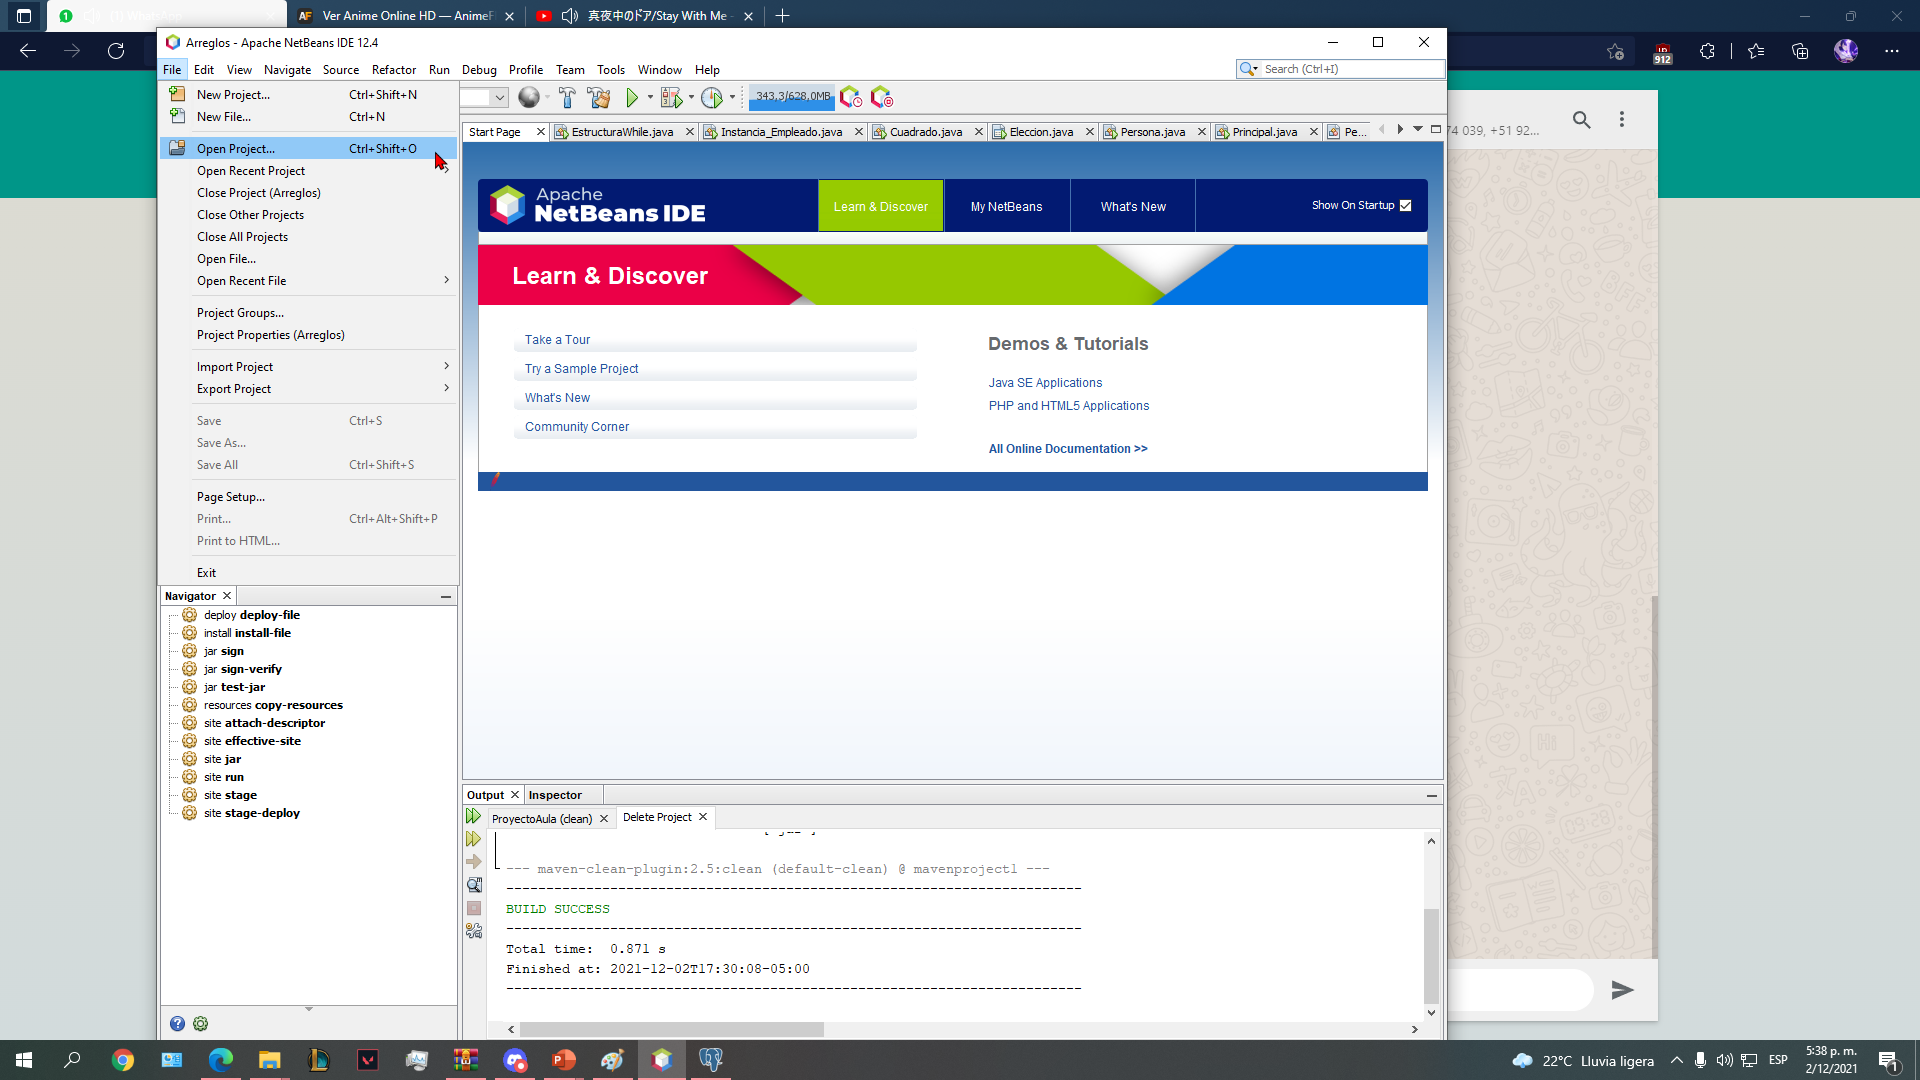 Ver Anime Online HD — AnimeF
真夜中のドア/Stay With Me -
912
Arreglos - Apache NetBeans IDE 12.4
File Edit View Navigate Source Refactor Run Debug Profile Team Tools Window Help
Search (Ctrl+I)
New Project... Ctrl+Shift+N
New File... Ctrl+N
Open Project... Ctrl+Shift+O
Open Recent Project
Close Project (Arreglos)
Close Other Projects
Close All Projects
Open File...
Open Recent File
Project Groups...
Project Properties (Arreglos)
Import Project
Export Project
Save Ctrl+S
Save As...
Save All Ctrl+Shift+S
Page Setup...
Print... Ctrl+Alt+Shift+P
Print to HTML...
Exit
343,3/628,0MB
Start Page EstructuraWhile.java Instancia_Empleado.java Cuadrado.java Eleccion.java Persona.java Principal.java Pe...
74 039, +51 92...
Apache
NetBeans IDE
Learn & Discover My NetBeans What's New Show On Startup
Learn & Discover
Take a Tour
Try a Sample Project
What's New
Community Corner
Demos & Tutorials
Java SE Applications
PHP and HTML5 Applications
All Online Documentation >>
Navigator
deploy deploy-file
install install-file
jar sign
jar sign-verify
jar test-jar
resources copy-resources
site attach-descriptor
site effective-site
site jar
site run
site stage
site stage-deploy
Output Inspector
ProyectoAula (clean) Delete Project
--- maven-clean-plugin:2.5:clean (default-clean) @ mavenproject1 ---
------------------------------------------------------------------------
BUILD SUCCESS
------------------------------------------------------------------------
Total time: 0.871 s
Finished at: 2021-12-02T17:30:08-05:00
------------------------------------------------------------------------
22°C Lluvia ligera
ESP
5:38 p. m.
2/12/2021
1